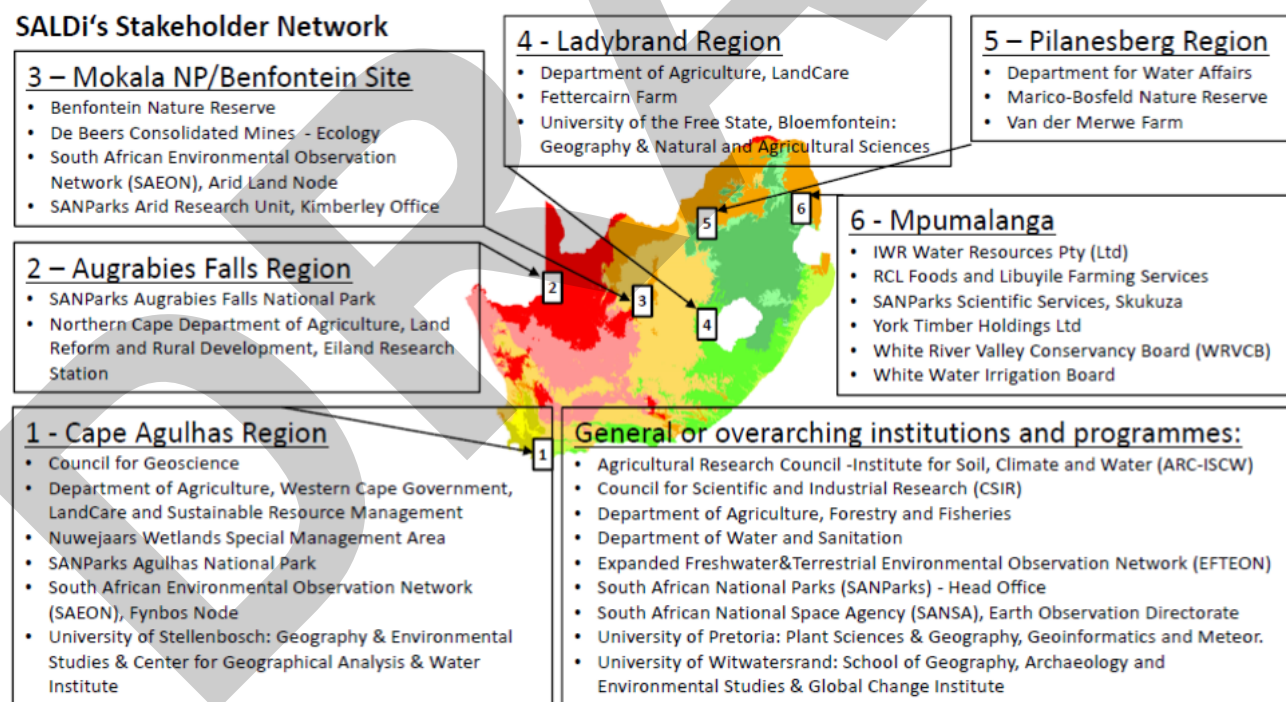 SALDi‘s Stakeholder Network
3 – Mokala NP/Benfontein Site
• Benfontein Nature Reserve
• De Beers Consolidated Mines - Ecology
• South African Environmental Observation
Network (SAEON), Arid Land Node
• SANParks Arid Research Unit, Kimberley Office
4 - Ladybrand Region
• Department of Agriculture, LandCare
• Fettercairn Farm
• University of the Free State, Bloemfontein:
Geography & Natural and Agricultural Sciences
5 – Pilanesberg Region
• Department for Water Affairs
• Marico-Bosfeld Nature Reserve
• Van der Merwe Farm
2 – Augrabies Falls Region
• SANParks Augrabies Falls National Park
• Northern Cape Department of Agriculture, Land
Reform and Rural Development, Eiland Research
Station
6 - Mpumalanga
• IWR Water Resources Pty (Ltd)
• RCL Foods and Libuyile Farming Services
• SANParks Scientific Services, Skukuza
• York Timber Holdings Ltd
• White River Valley Conservancy Board (WRVCB)
• White Water Irrigation Board
1 - Cape Agulhas Region
• Council for Geoscience
• Department of Agriculture, Western Cape Government,
LandCare and Sustainable Resource Management
• Nuwejaars Wetlands Special Management Area
• SANParks Agulhas National Park
• South African Environmental Observation Network
(SAEON), Fynbos Node
• University of Stellenbosch: Geography & Environmental
Studies & Center for Geographical Analysis & Water
Institute
General or overarching institutions and programmes:
• Agricultural Research Council -Institute for Soil, Climate and Water (ARC-ISCW)
• Council for Scientific and Industrial Research (CSIR)
• Department of Agriculture, Forestry and Fisheries
• Department of Water and Sanitation
• Expanded Freshwater&Terrestrial Environmental Observation Network (EFTEON)
• South African National Parks (SANParks) - Head Office
• South African National Space Agency (SANSA), Earth Observation Directorate
• University of Pretoria: Plant Sciences & Geography, Geoinformatics and Meteor.
• University of Witwatersrand: School of Geography, Archaeology and
Environmental Studies & Global Change Institute
6
5
2
3
4
1